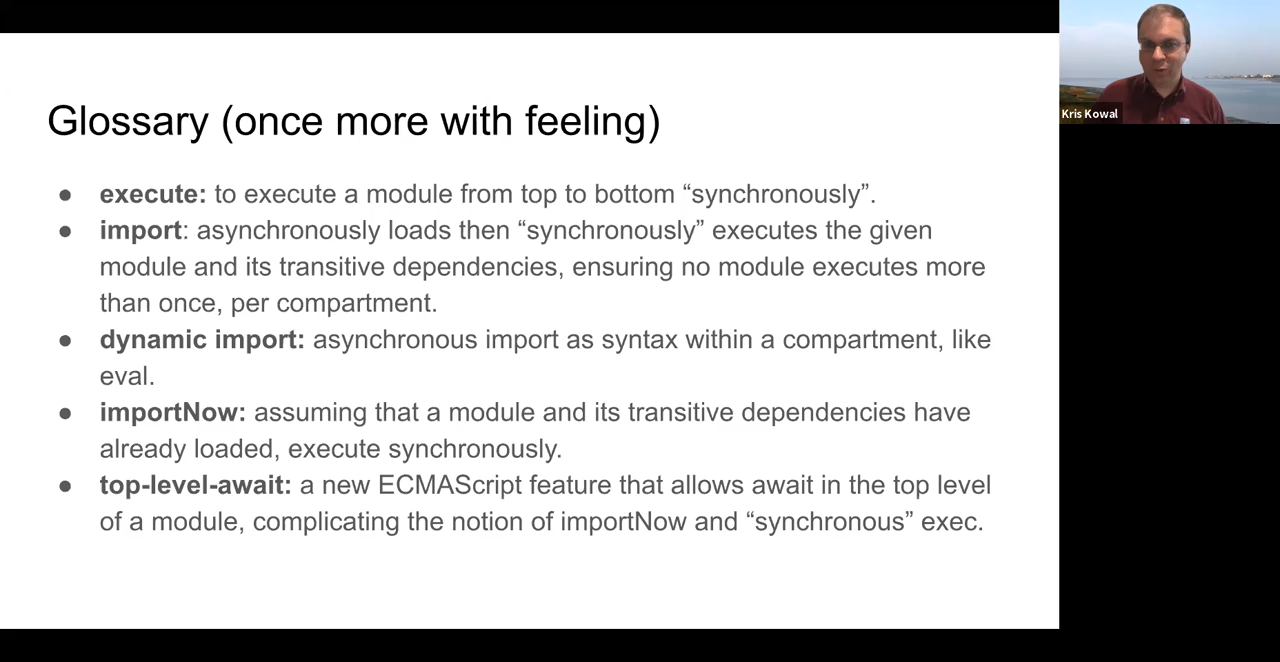 Glossary (once more with feeling)
● execute: to execute a module from top to bottom “synchronously”.
● import: asynchronously loads then “synchronously” executes the given
module and its transitive dependencies, ensuring no module executes more
than once, per compartment.
● dynamic import: asynchronous import as syntax within a compartment, like
eval.
● importNow: assuming that a module and its transitive dependencies have
already loaded, execute synchronously.
● top-level-await: a new ECMAScript feature that allows await in the top level
of a module, complicating the notion of importNow and “synchronous” exec.
Kris Kowal